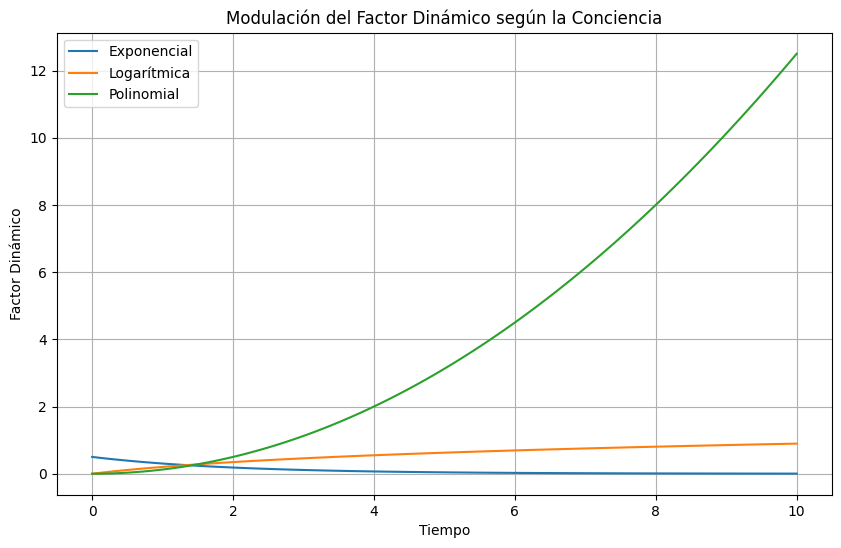 Modulación del Factor Dinámico según la Conciencia
Exponencial
Logarítmica
Polinomial
Factor Dinámico
12
10
8
6
4
2
0
0 2 4 6 8 10
Tiempo